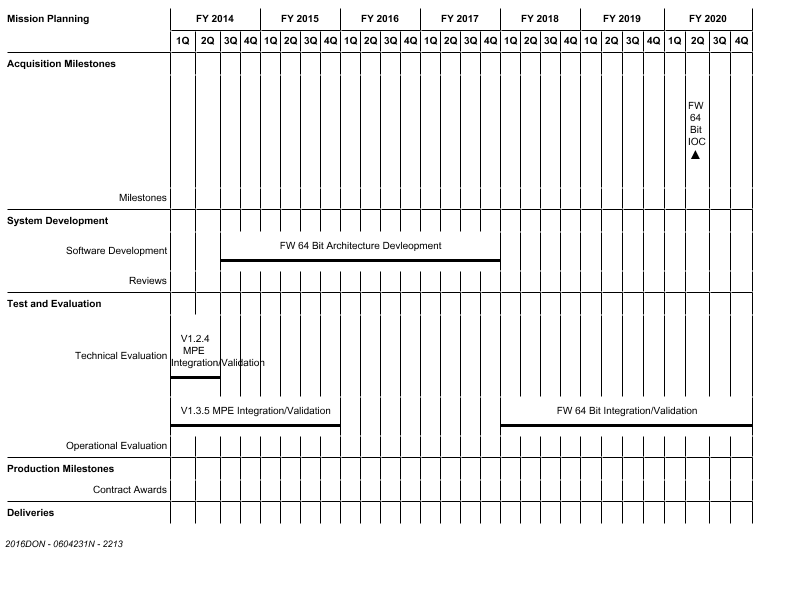 Mission Planning FY 2014 FY 2015 FY 2016 FY 2017 FY 2018 FY 2019 FY 2020
1Q 2Q 3Q 4Q 1Q 2Q 3Q 4Q 1Q 2Q 3Q 4Q 1Q 2Q 3Q 4Q 1Q 2Q 3Q 4Q 1Q 2Q 3Q 4Q 1Q 2Q 3Q 4Q
Acquisition Milestones
FW
64
Bit
IOC
Milestones
System Development
FW 64 Bit Architecture Devleopment
Software Development
Reviews
Test and Evaluation
V1.2.4
MPE
Integration/Validation
Technical Evaluation
V1.3.5 MPE Integration/Validation FW 64 Bit Integration/Validation
Operational Evaluation
Production Milestones
Contract Awards
Deliveries
2016DON - 0604231N - 2213